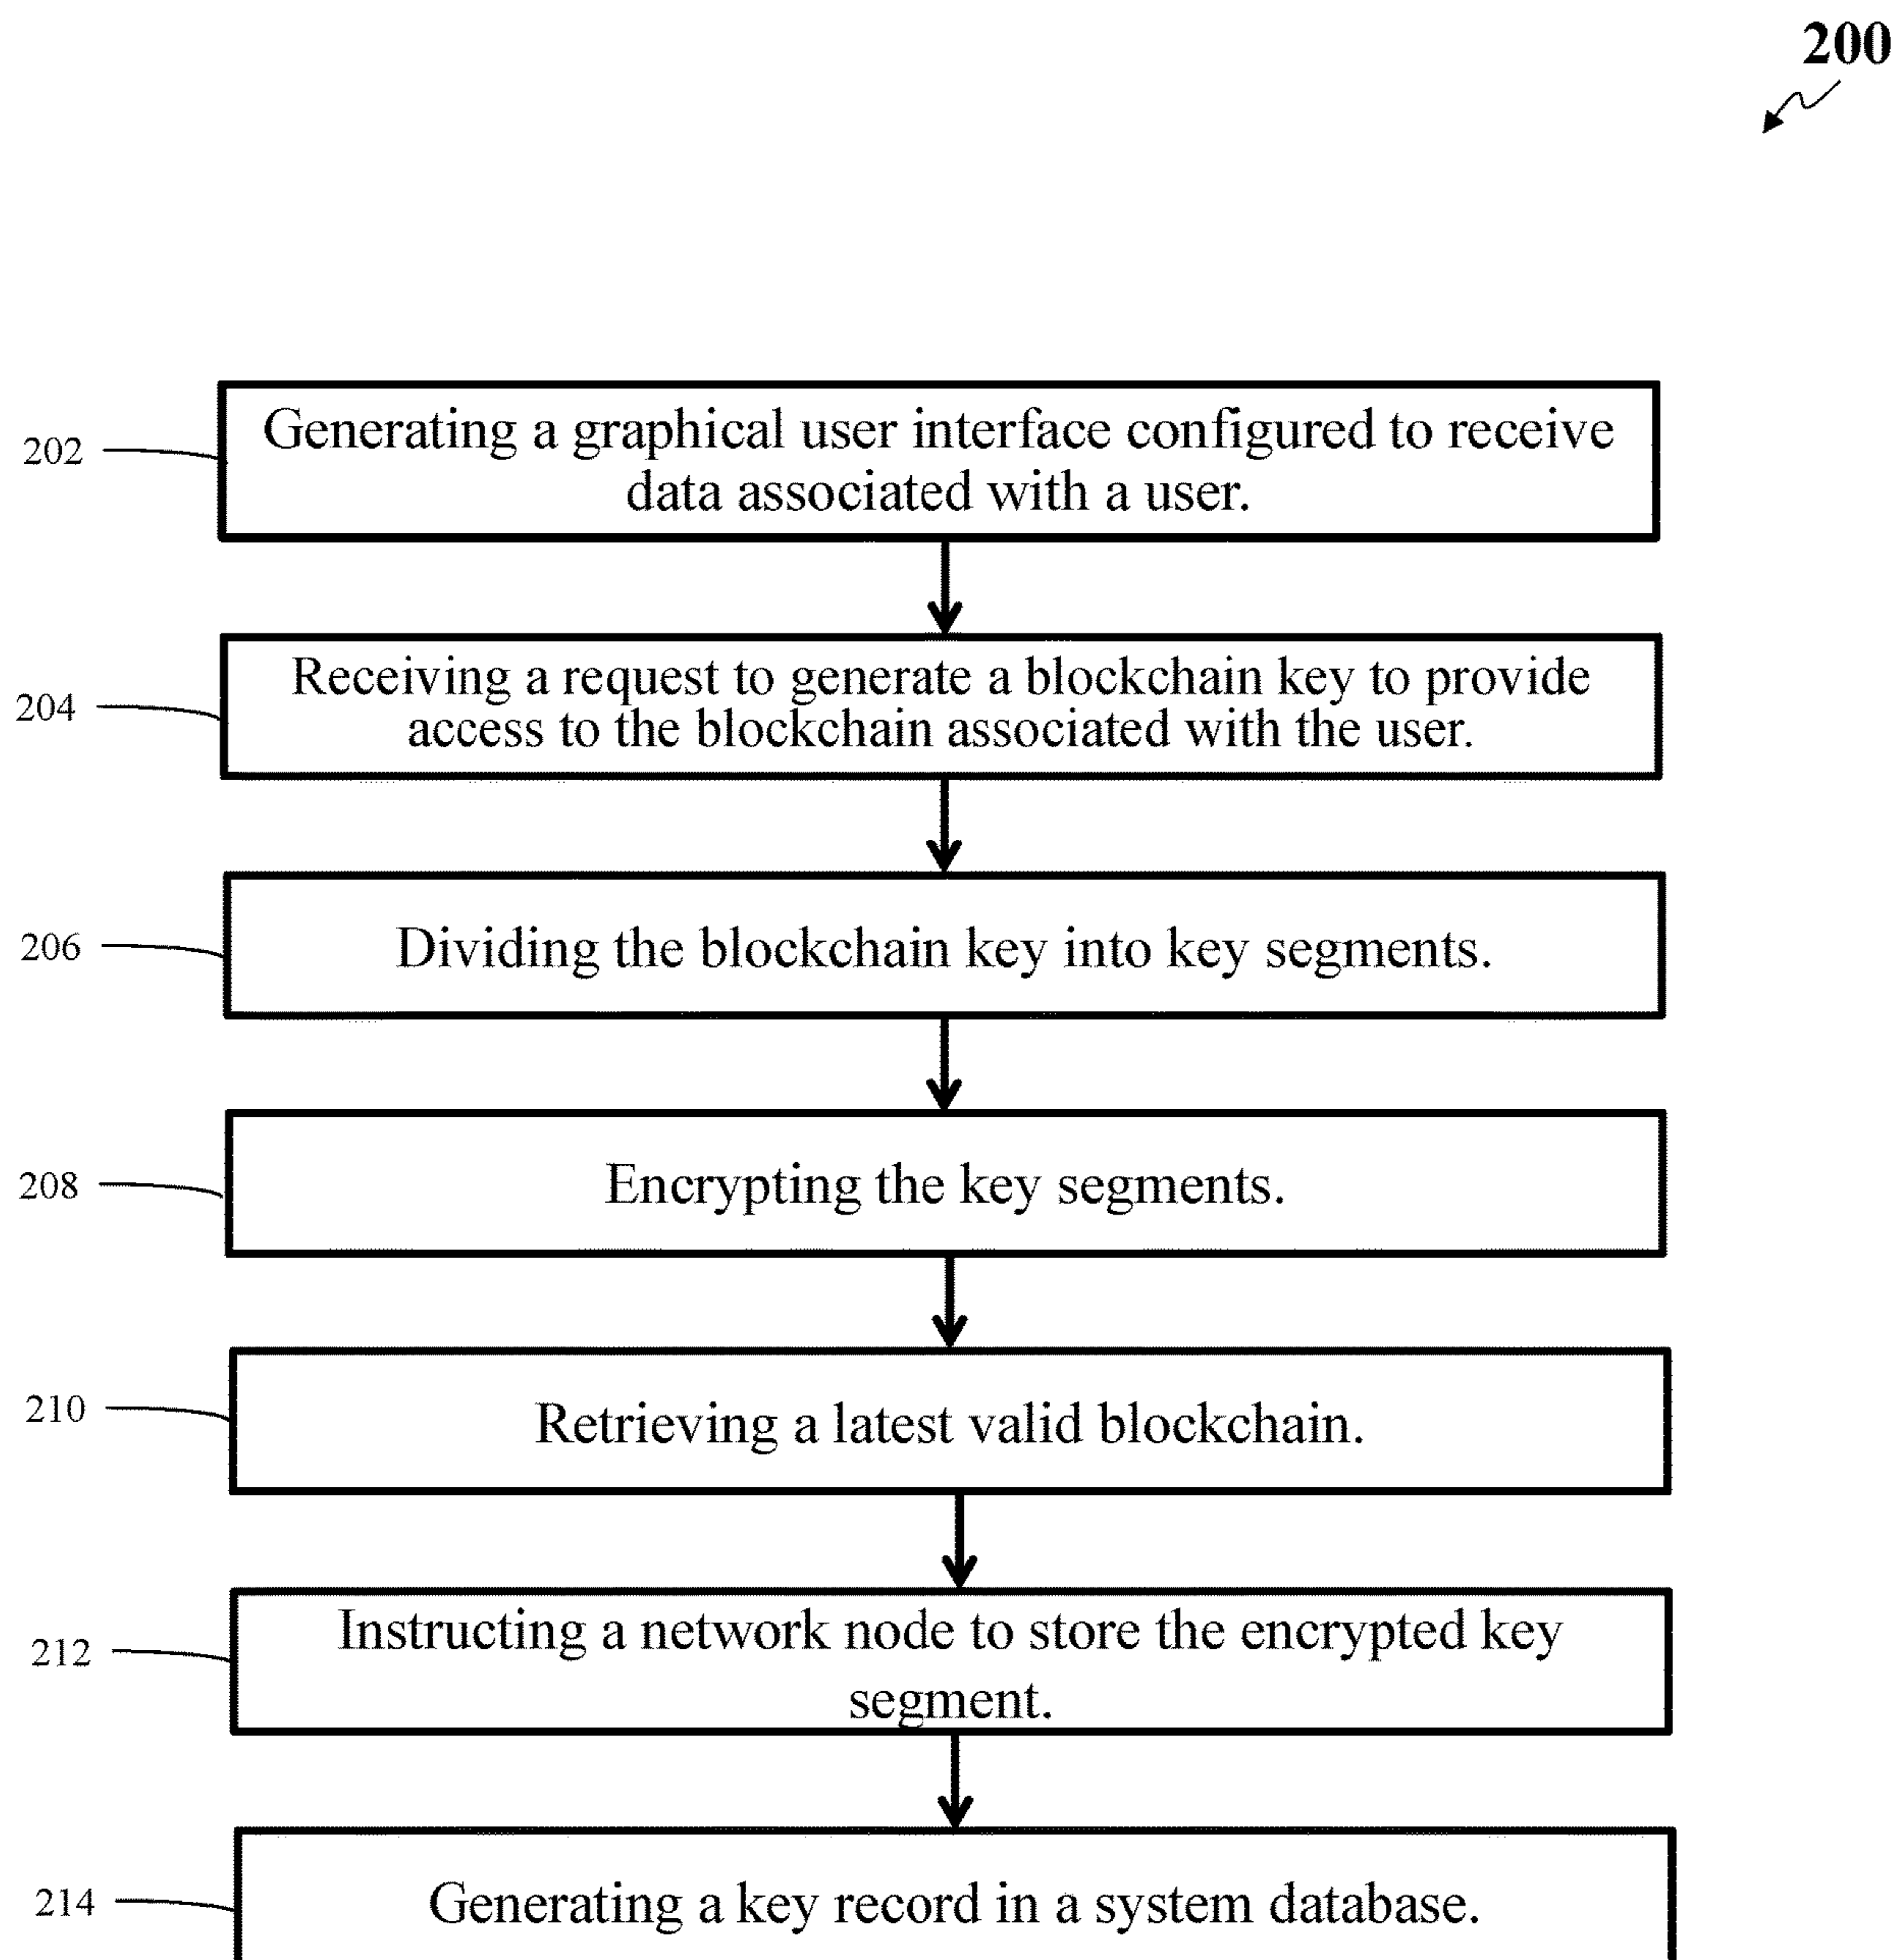 200
202
Generating a graphical user interface configured to receive
data associated with a user.
204
Receiving a request to generate a blockchain key to provide
access to the blockchain associated with the user.
206
Dividing the blockchain key into key segments.
208
Encrypting the key segments.
210
Retrieving a latest valid blockchain.
212
Instructing a network node to store the encrypted key
segment.
214
Generating a key record in a system database.